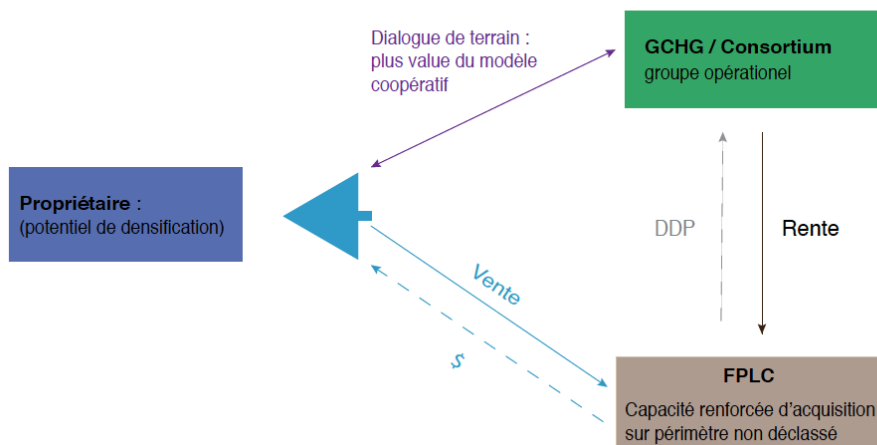 Dialogue de terrain :
plus value du modèle
coopératif
GCHG / Consortium
groupe opérationel
Propriétaire :
(potentiel de densification)
DDP
Rente
Vente
$
FPLC
Capacité renforcée d'acquisition
sur périmètre non déclassé